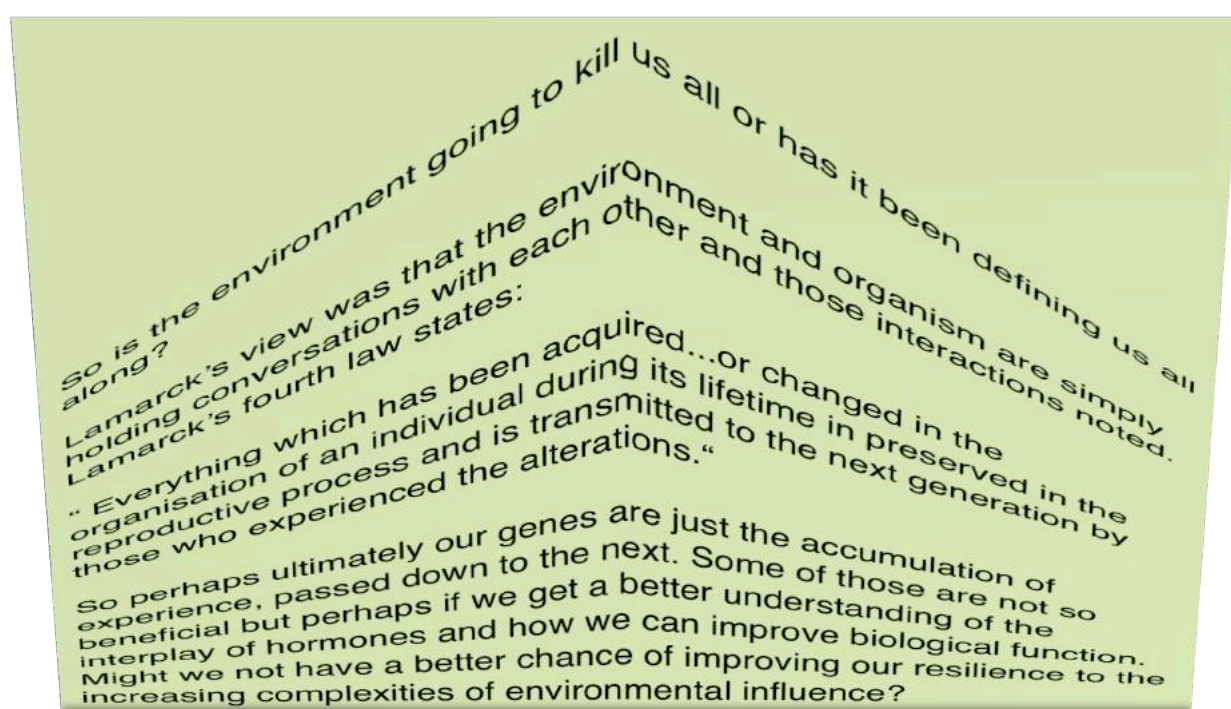 So is the environment going to kill us all or has it been defining us all
along?
Lamarck's view was that the environment and organism are simply
holding conversations with each other and those interactions noted.
Lamarck's fourth law states:
“ Everything which has been acquired...or changed in the
organisation of an individual during its lifetime in preserved in the
reproductive process and is transmitted to the next generation by
those who experienced the alterations.“
So perhaps ultimately our genes are just the accumulation of
experience, passed down to the next. Some of those are not so
beneficial but perhaps if we get a better understanding of the
interplay of hormones and how we can improve biological function.
Might we not have a better chance of improving our resilience to the
increasing complexities of environmental influence?